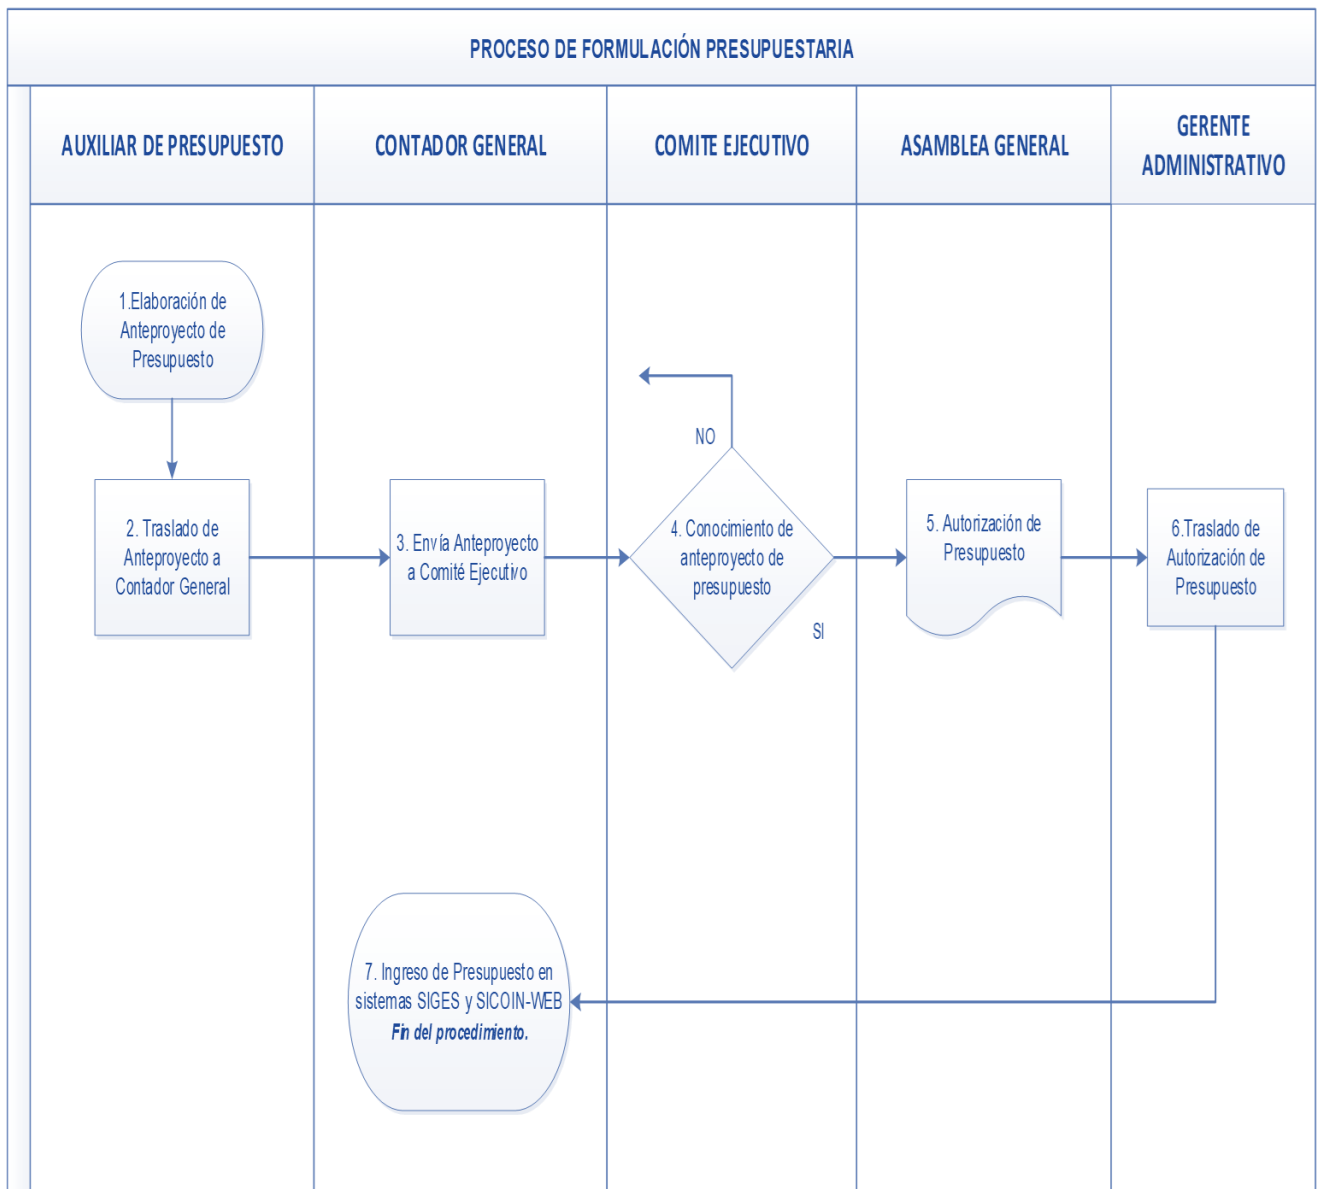 PROCESO DE FORMULACIÓN PRESUPUESTARIA
AUXILIAR DE PRESUPUESTO
CONTADOR GENERAL
COMITE EJECUTIVO
ASAMBLEA GENERAL
GERENTE
ADMINISTRATIVO
1.Elaboración de
Anteproyecto de
Presupuesto
NO
2. Traslado de
Anteproyecto a
Contador General
3. Envía Anteproyecto
a Comité Ejecutivo
4. Conocimiento de
anteproyecto de
presupuesto
SI
5. Autorización de
Presupuesto
6.Traslado de
Autorización de
Presupuesto
7. Ingreso de Presupuesto en
sistemas SIGES y SICOIN-WEB
Fin del procedimiento.